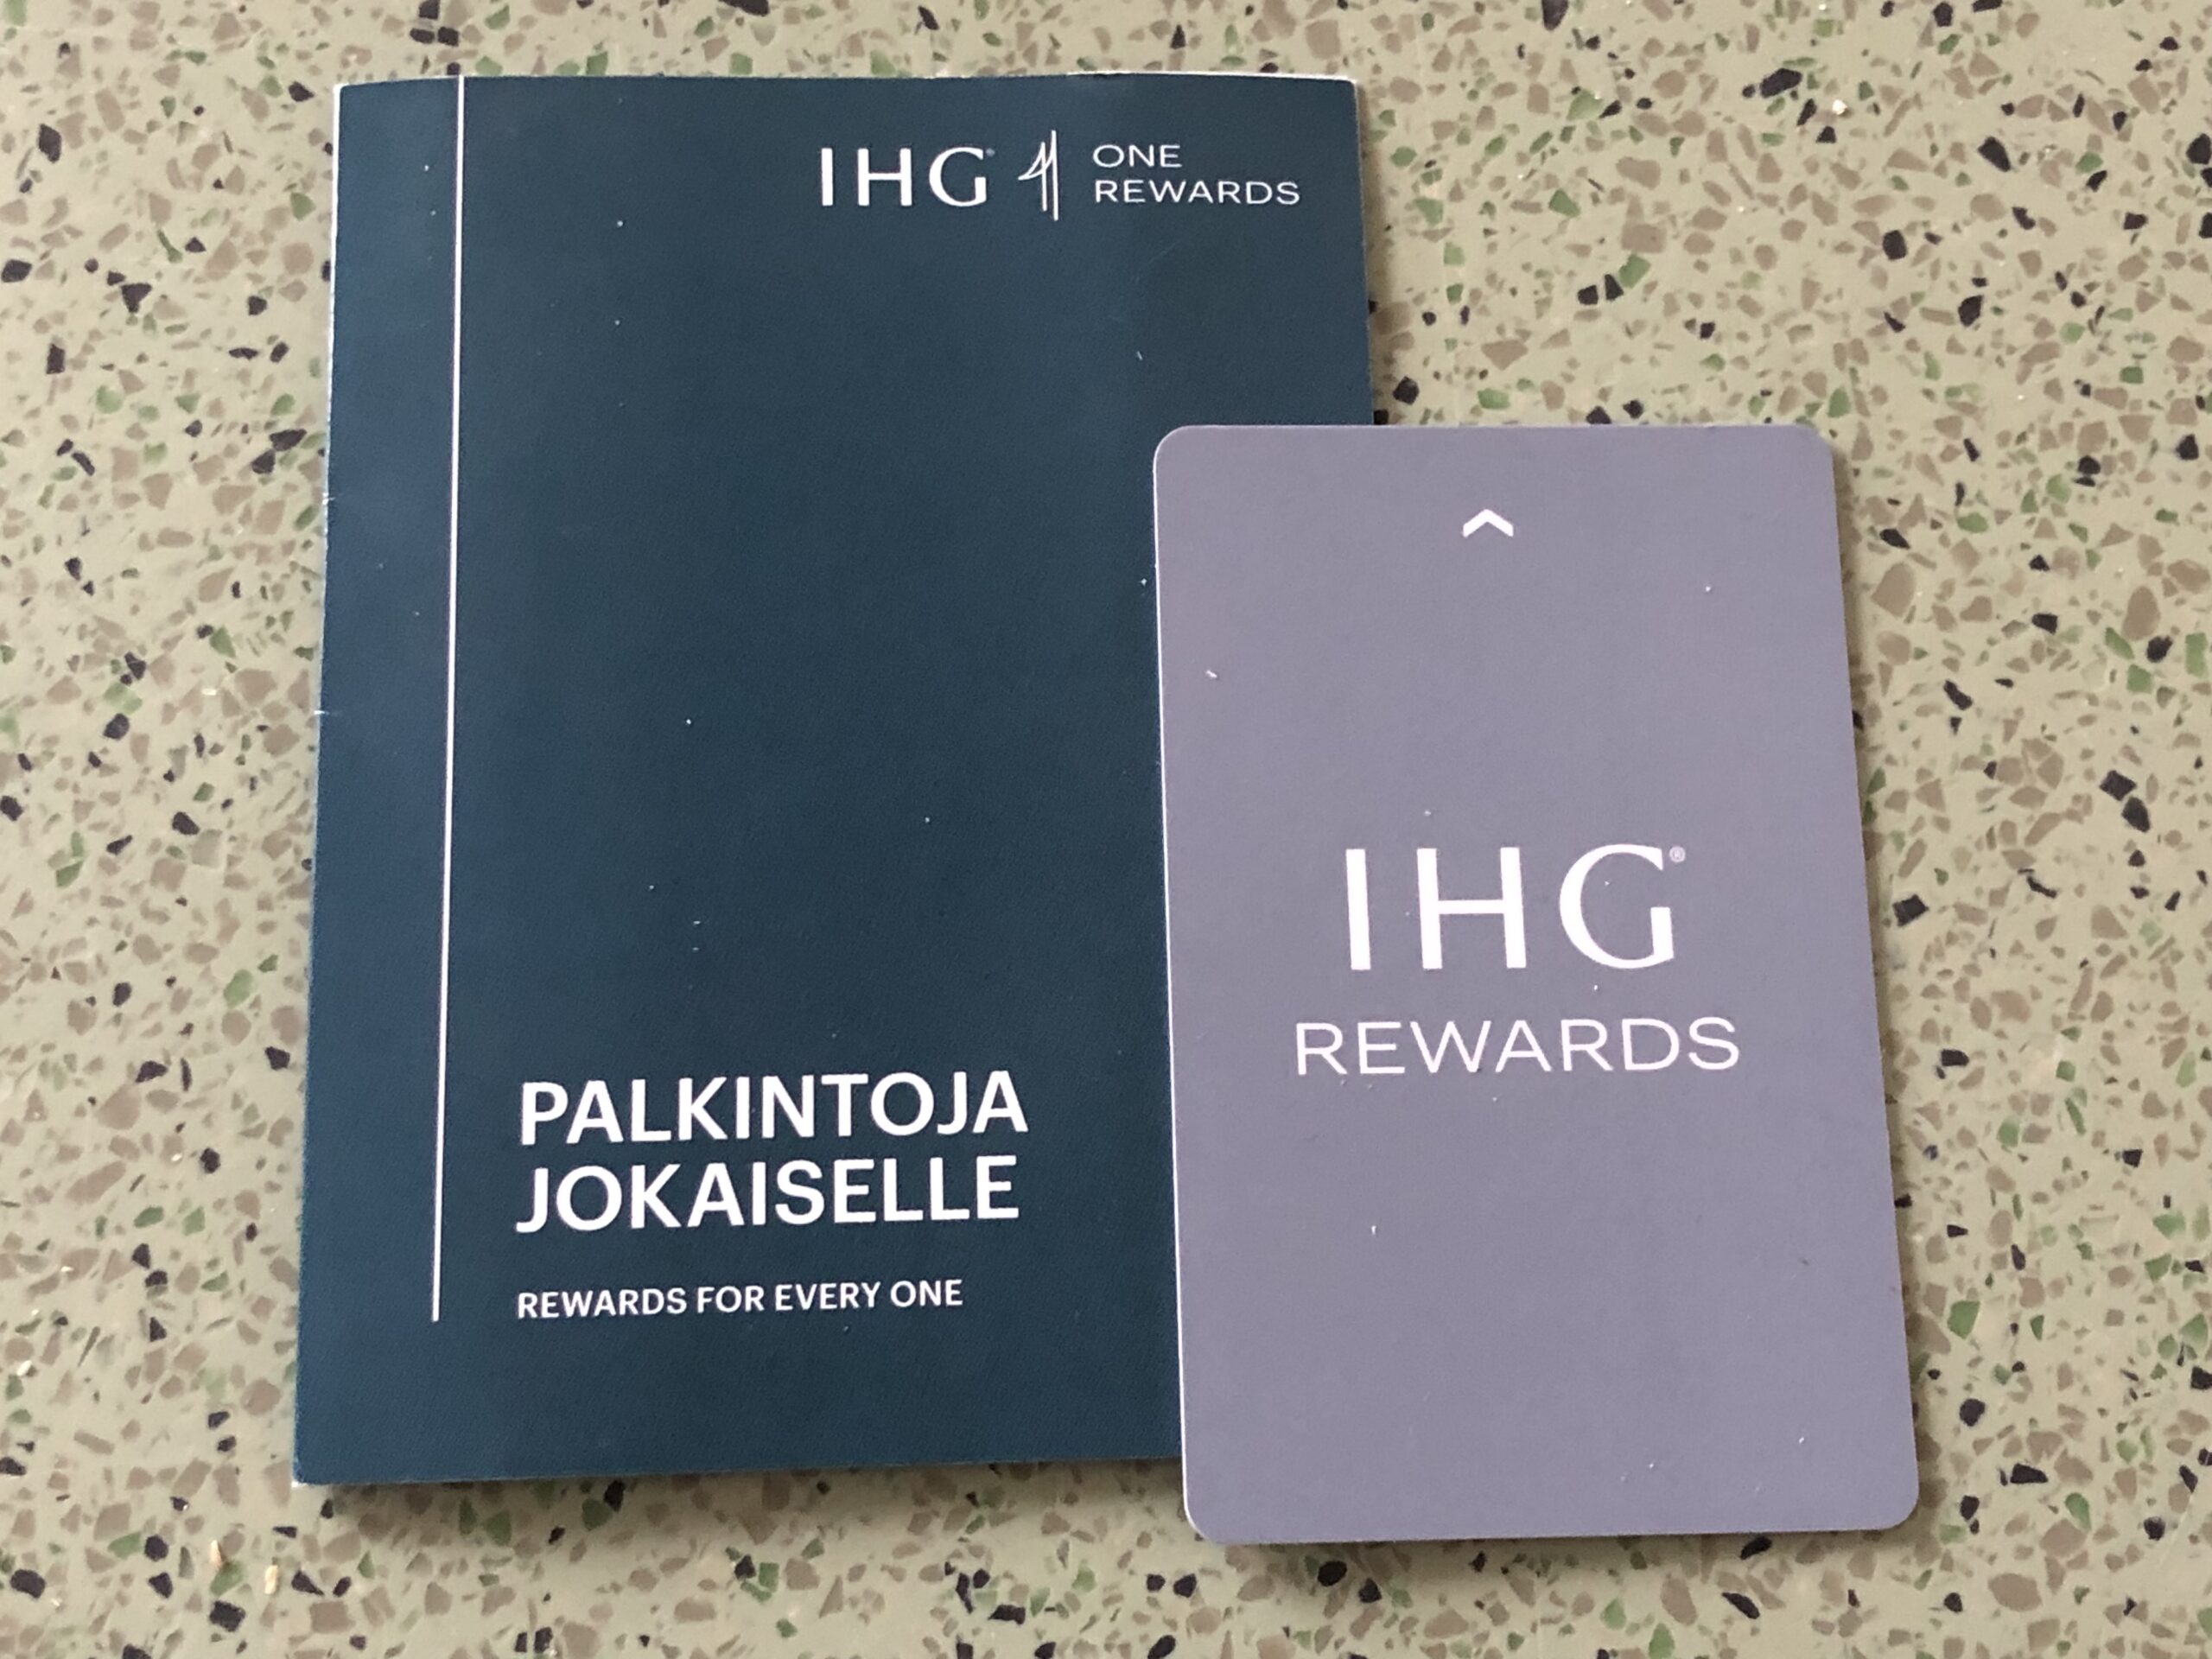 IHG® ONE
REWARDS
PALKINTOJA
JOKAISELLE
REWARDS FOR EVERY ONE
IHG®
REWARDS